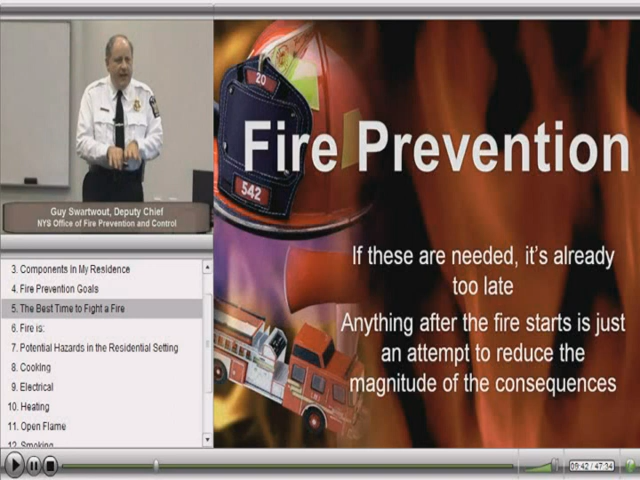 Guy Swartwout, Deputy Chief
NYS Office of Fire Prevention and Control
3. Components In My Residence
4. Fire Prevention Goals
5. The Best Time to Fight a Fire
6. Fire is:
7. Potential Hazards in the Residential Setting
8. Cooking
9. Electrical
10. Heating
11. Open Flame
12. Smoking
20
542
Fire Prevention
If these are needed, it's already
too late
Anything after the fire starts is just
an attempt to reduce the
magnitude of the consequences
09:42 / 47:34
?